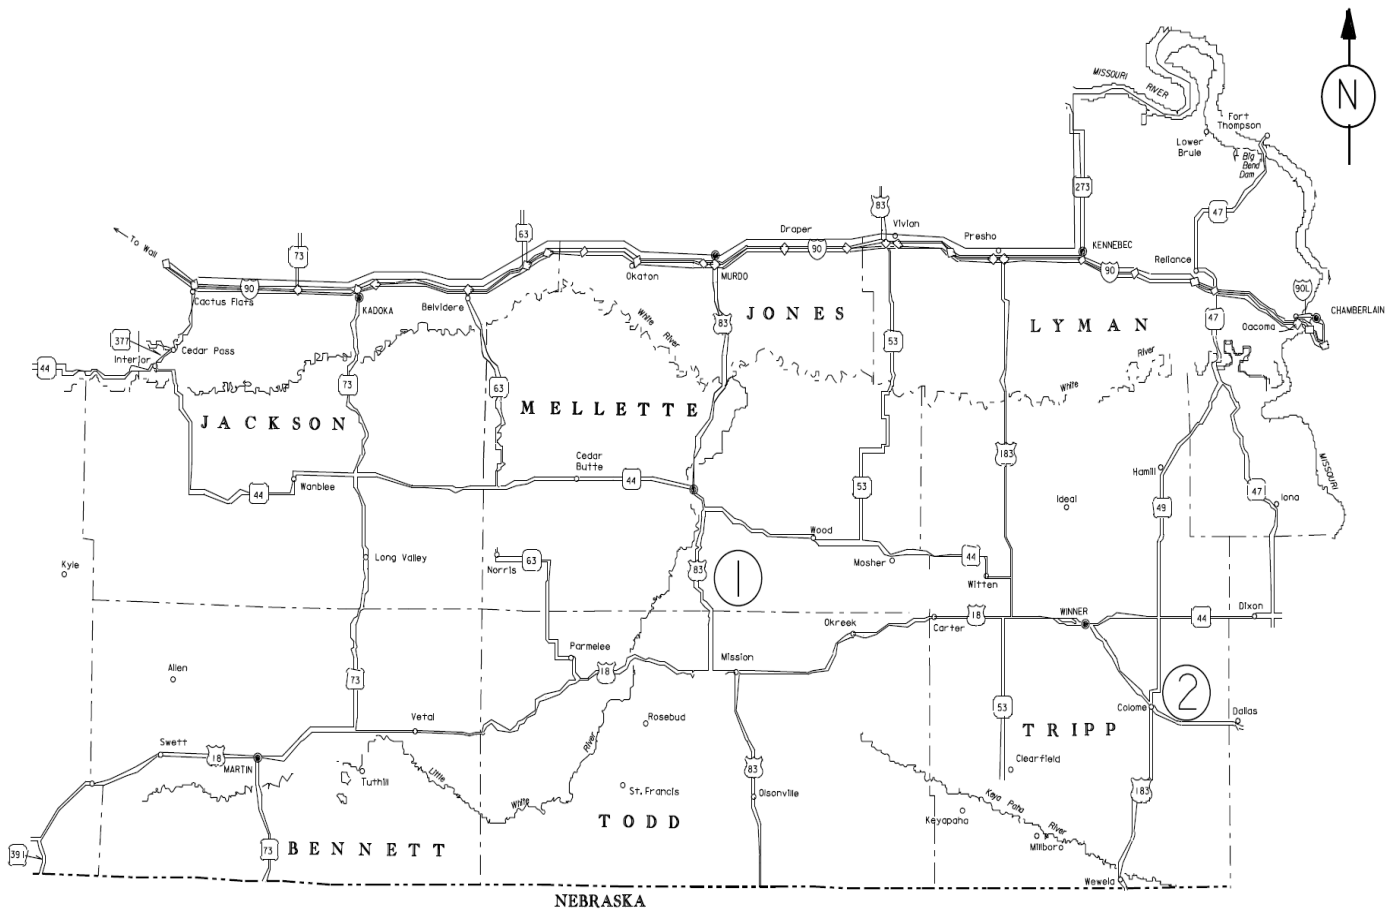 N
MISSOURI
RIVER
Fort
Thompson
Lower
Brule
Big
Bend
Dam
273
47
83
63
73
To Wall
Draper
Vivian
Presho
KENNEBEC
Reliance
90
90
90
90L
Okaton
MURDO
Cactus Flats
KADOKA
Belvidere
CHAMBERLAIN
Oacoma
377
Interior
Cedar Pass
44
83
White
River
JONES
53
LYMAN
47
River
White
73
63
JACKSON
MELLETTE
183
Hamill
MISSOURI
Cedar
Butte
44
44
Wanblee
53
Ideal
49
47
Iona
Wood
Long Valley
Kyle
Norris
63
83
1
Mosher
44
Witten
Okreek
Carter
18
WINNER
44
Dixon
Allen
73
Parmelee
18
Mission
2
Vetal
Rosebud
River
53
Colome
Dallas
TRIPP
Swett
18
MARTIN
Tuthill
Little
White
St. Francis
83
Olsonville
Clearfield
Keya Paha
River
Keyapaha
183
Millboro
391
73
BENNETT
TODD
Wewela
NEBRASKA